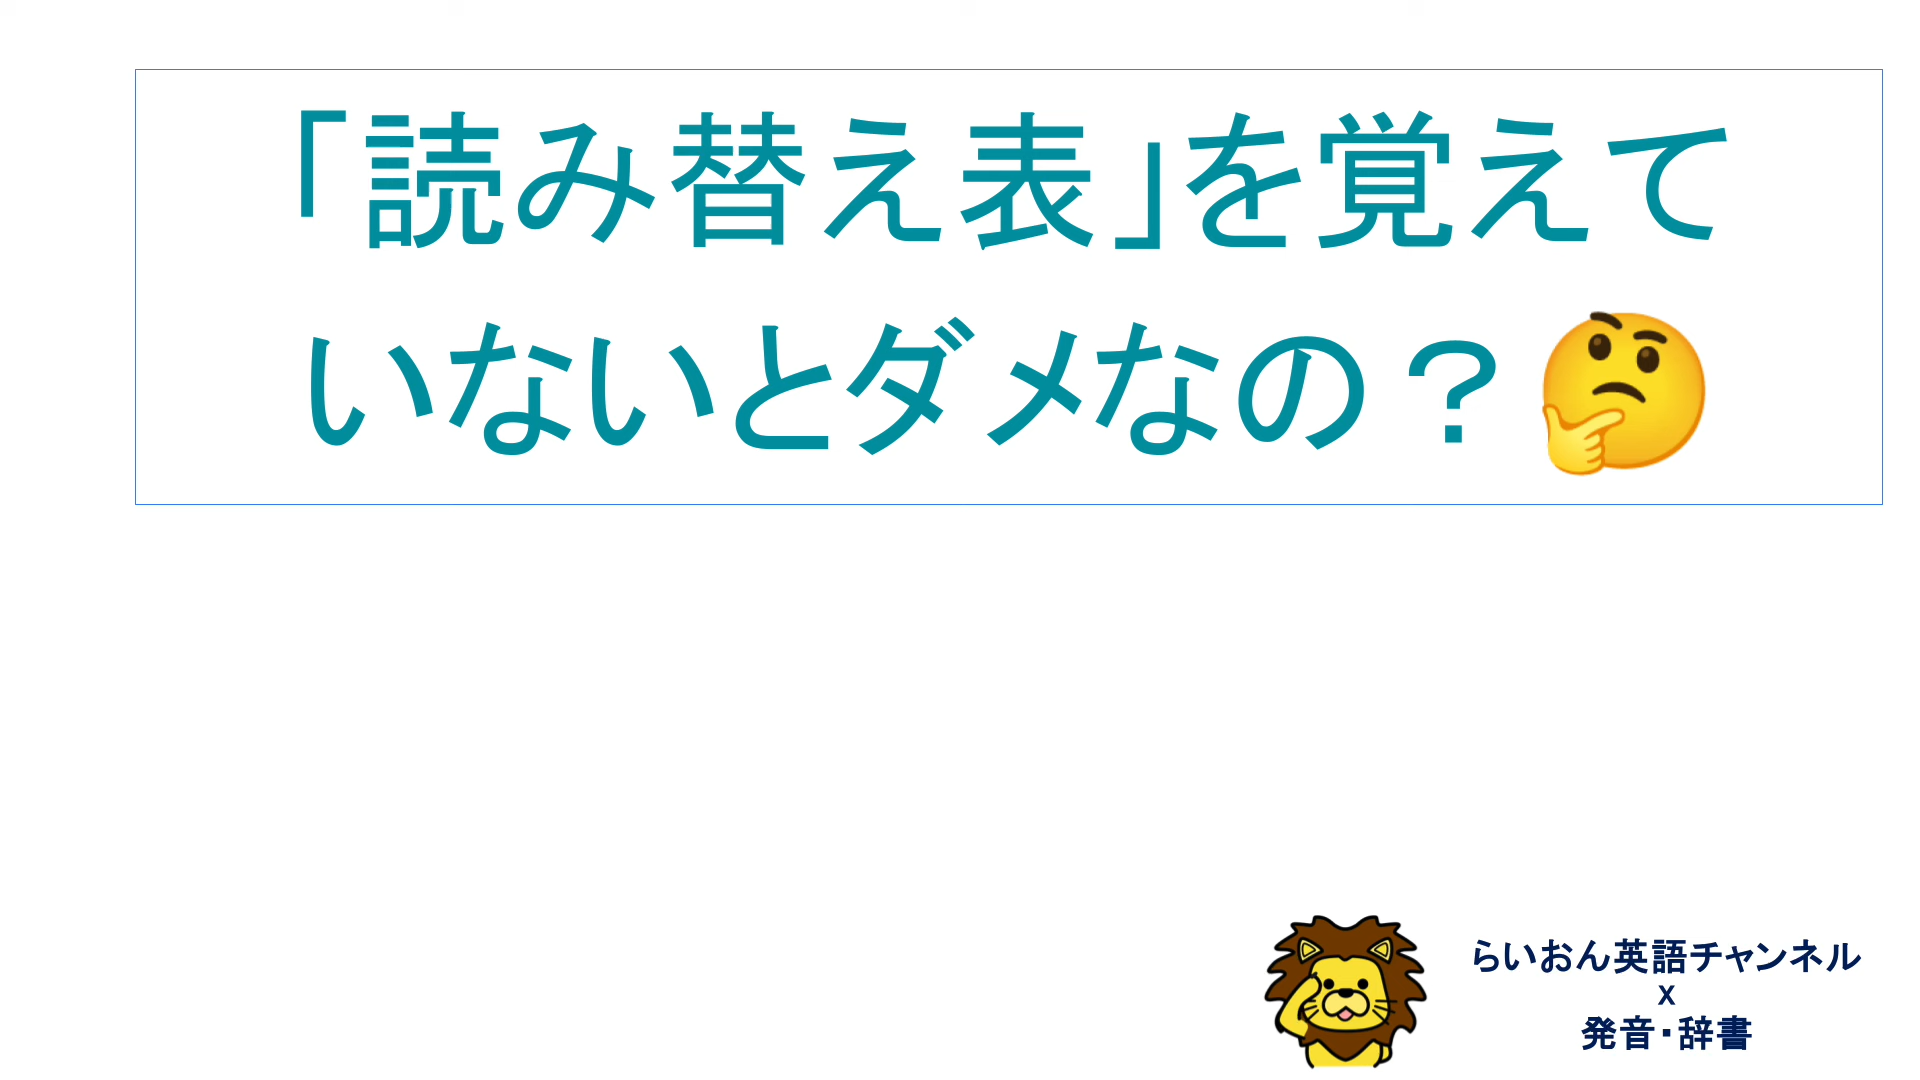 「読み替え表」を覚えて
いないとダメなの？🤔
らいおん英語チャンネル
x
発音・辞書